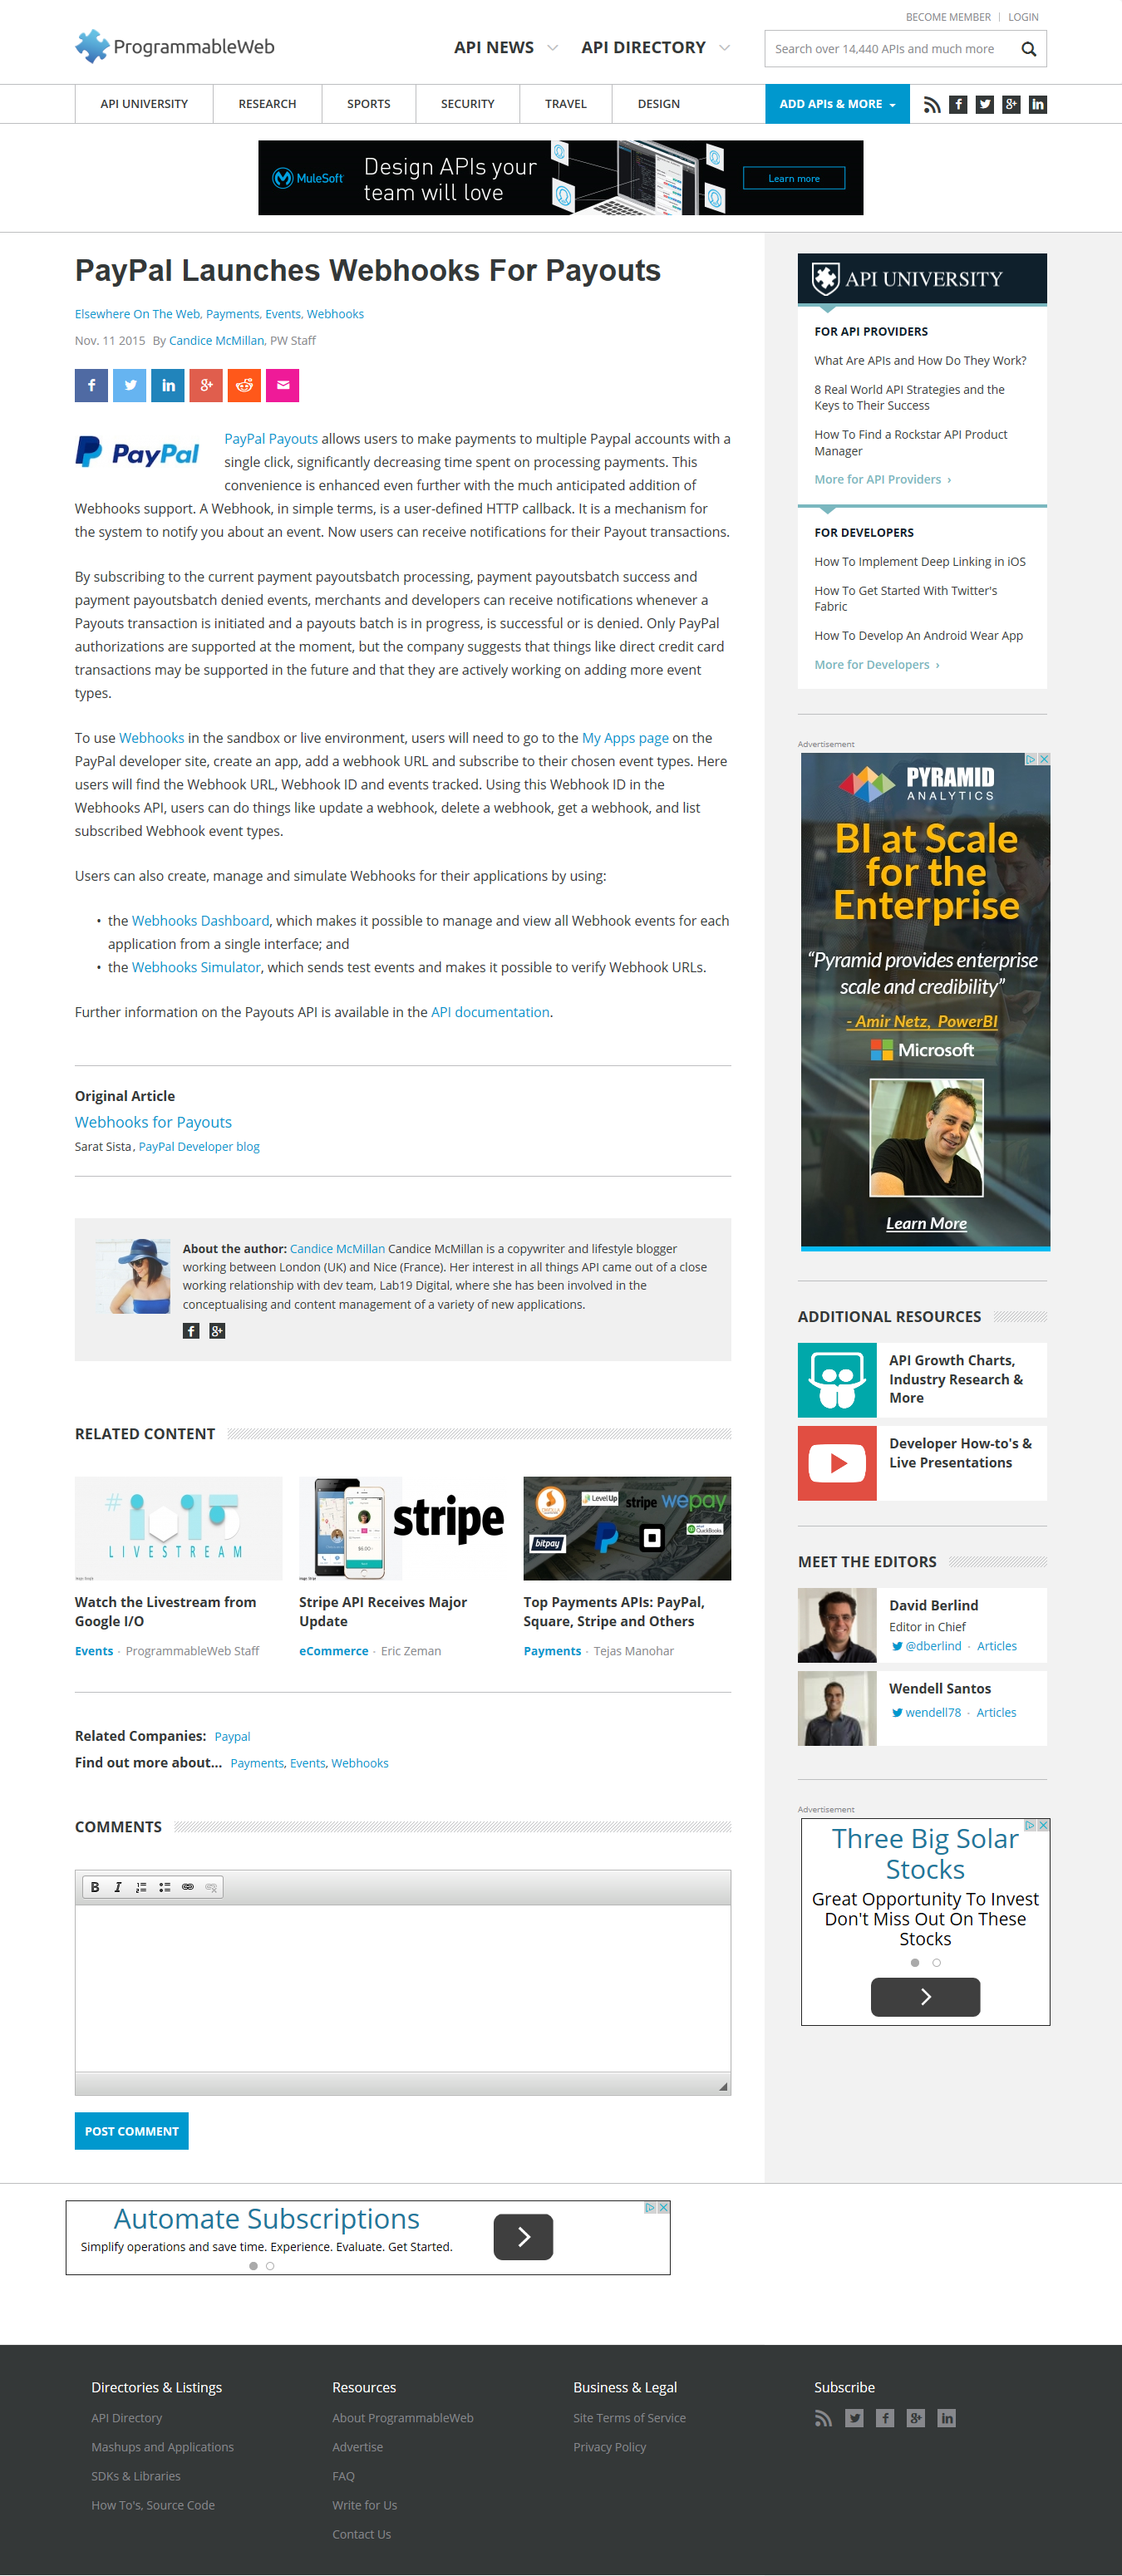 BECOME MEMBER | LOGIN
ProgrammableWeb
API NEWS
API DIRECTORY
Search over 14,440 APIs and much more
API UNIVERSITY
RESEARCH
SPORTS
SECURITY
TRAVEL
DESIGN
ADD APIs & MORE
MuleSoft
Design APIs your
team will love
Learn more
PayPal Launches Webhooks For Payouts
Elsewhere On The Web, Payments, Events, Webhooks
Nov. 11 2015 By Candice McMillan, PW Staff
PayPal
PayPal Payouts allows users to make payments to multiple Paypal accounts with a
single click, significantly decreasing time spent on processing payments. This
convenience is enhanced even further with the much anticipated addition of
Webhooks support. A Webhook, in simple terms, is a user-defined HTTP callback. It is a mechanism for
the system to notify you about an event. Now users can receive notifications for their Payout transactions.
By subscribing to the current payment payoutsbatch processing, payment payoutsbatch success and
payment payoutsbatch denied events, merchants and developers can receive notifications whenever a
Payouts transaction is initiated and a payouts batch is in progress, is successful or is denied. Only PayPal
authorizations are supported at the moment, but the company suggests that things like direct credit card
transactions may be supported in the future and that they are actively working on adding more event
types.
To use Webhooks in the sandbox or live environment, users will need to go to the My Apps page on the
PayPal developer site, create an app, add a webhook URL and subscribe to their chosen event types. Here
users will find the Webhook URL, Webhook ID and events tracked. Using this Webhook ID in the
Webhooks API, users can do things like update a webhook, delete a webhook, get a webhook, and list
subscribed Webhook event types.
Users can also create, manage and simulate Webhooks for their applications by using:
• the Webhooks Dashboard, which makes it possible to manage and view all Webhook events for each
application from a single interface; and
• the Webhooks Simulator, which sends test events and makes it possible to verify Webhook URLs.
Further information on the Payouts API is available in the API documentation.
Original Article
Webhooks for Payouts
Sarat Sista, PayPal Developer blog
About the author: Candice McMillan Candice McMillan is a copywriter and lifestyle blogger
working between London (UK) and Nice (France). Her interest in all things API came out of a close
working relationship with dev team, Lab19 Digital, where she has been involved in the
conceptualising and content management of a variety of new applications.
RELATED CONTENT
#io15
LIVESTREAM
Watch the Livestream from
Google I/O
Events · ProgrammableWeb Staff
stripe
Stripe API Receives Major
Update
eCommerce · Eric Zeman
LevelUp
stripe
wepay
bitpay
QuickBooks
Top Payments APIs: PayPal,
Square, Stripe and Others
Payments · Tejas Manohar
Related Companies: Paypal
Find out more about... Payments, Events, Webhooks
COMMENTS
B I
POST COMMENT
API UNIVERSITY
FOR API PROVIDERS
What Are APIs and How Do They Work?
8 Real World API Strategies and the
Keys to Their Success
How To Find a Rockstar API Product
Manager
More for API Providers ›
FOR DEVELOPERS
How To Implement Deep Linking in iOS
How To Get Started With Twitter's
Fabric
How To Develop An Android Wear App
More for Developers ›
Advertisement
PYRAMID
ANALYTICS
BI at Scale
for the
Enterprise
“Pyramid provides enterprise
scale and credibility”
- Amir Netz, PowerBI
Microsoft
Learn More
ADDITIONAL RESOURCES
API Growth Charts,
Industry Research &
More
Developer How-to's &
Live Presentations
MEET THE EDITORS
David Berlind
Editor in Chief
@dberlind · Articles
Wendell Santos
wendell78 · Articles
Advertisement
Three Big Solar
Stocks
Great Opportunity To Invest
Don't Miss Out On These
Stocks
Automate Subscriptions
Simplify operations and save time. Experience. Evaluate. Get Started.
Directories & Listings
API Directory
Mashups and Applications
SDKs & Libraries
How To's, Source Code
Resources
About ProgrammableWeb
Advertise
FAQ
Write for Us
Contact Us
Business & Legal
Site Terms of Service
Privacy Policy
Subscribe